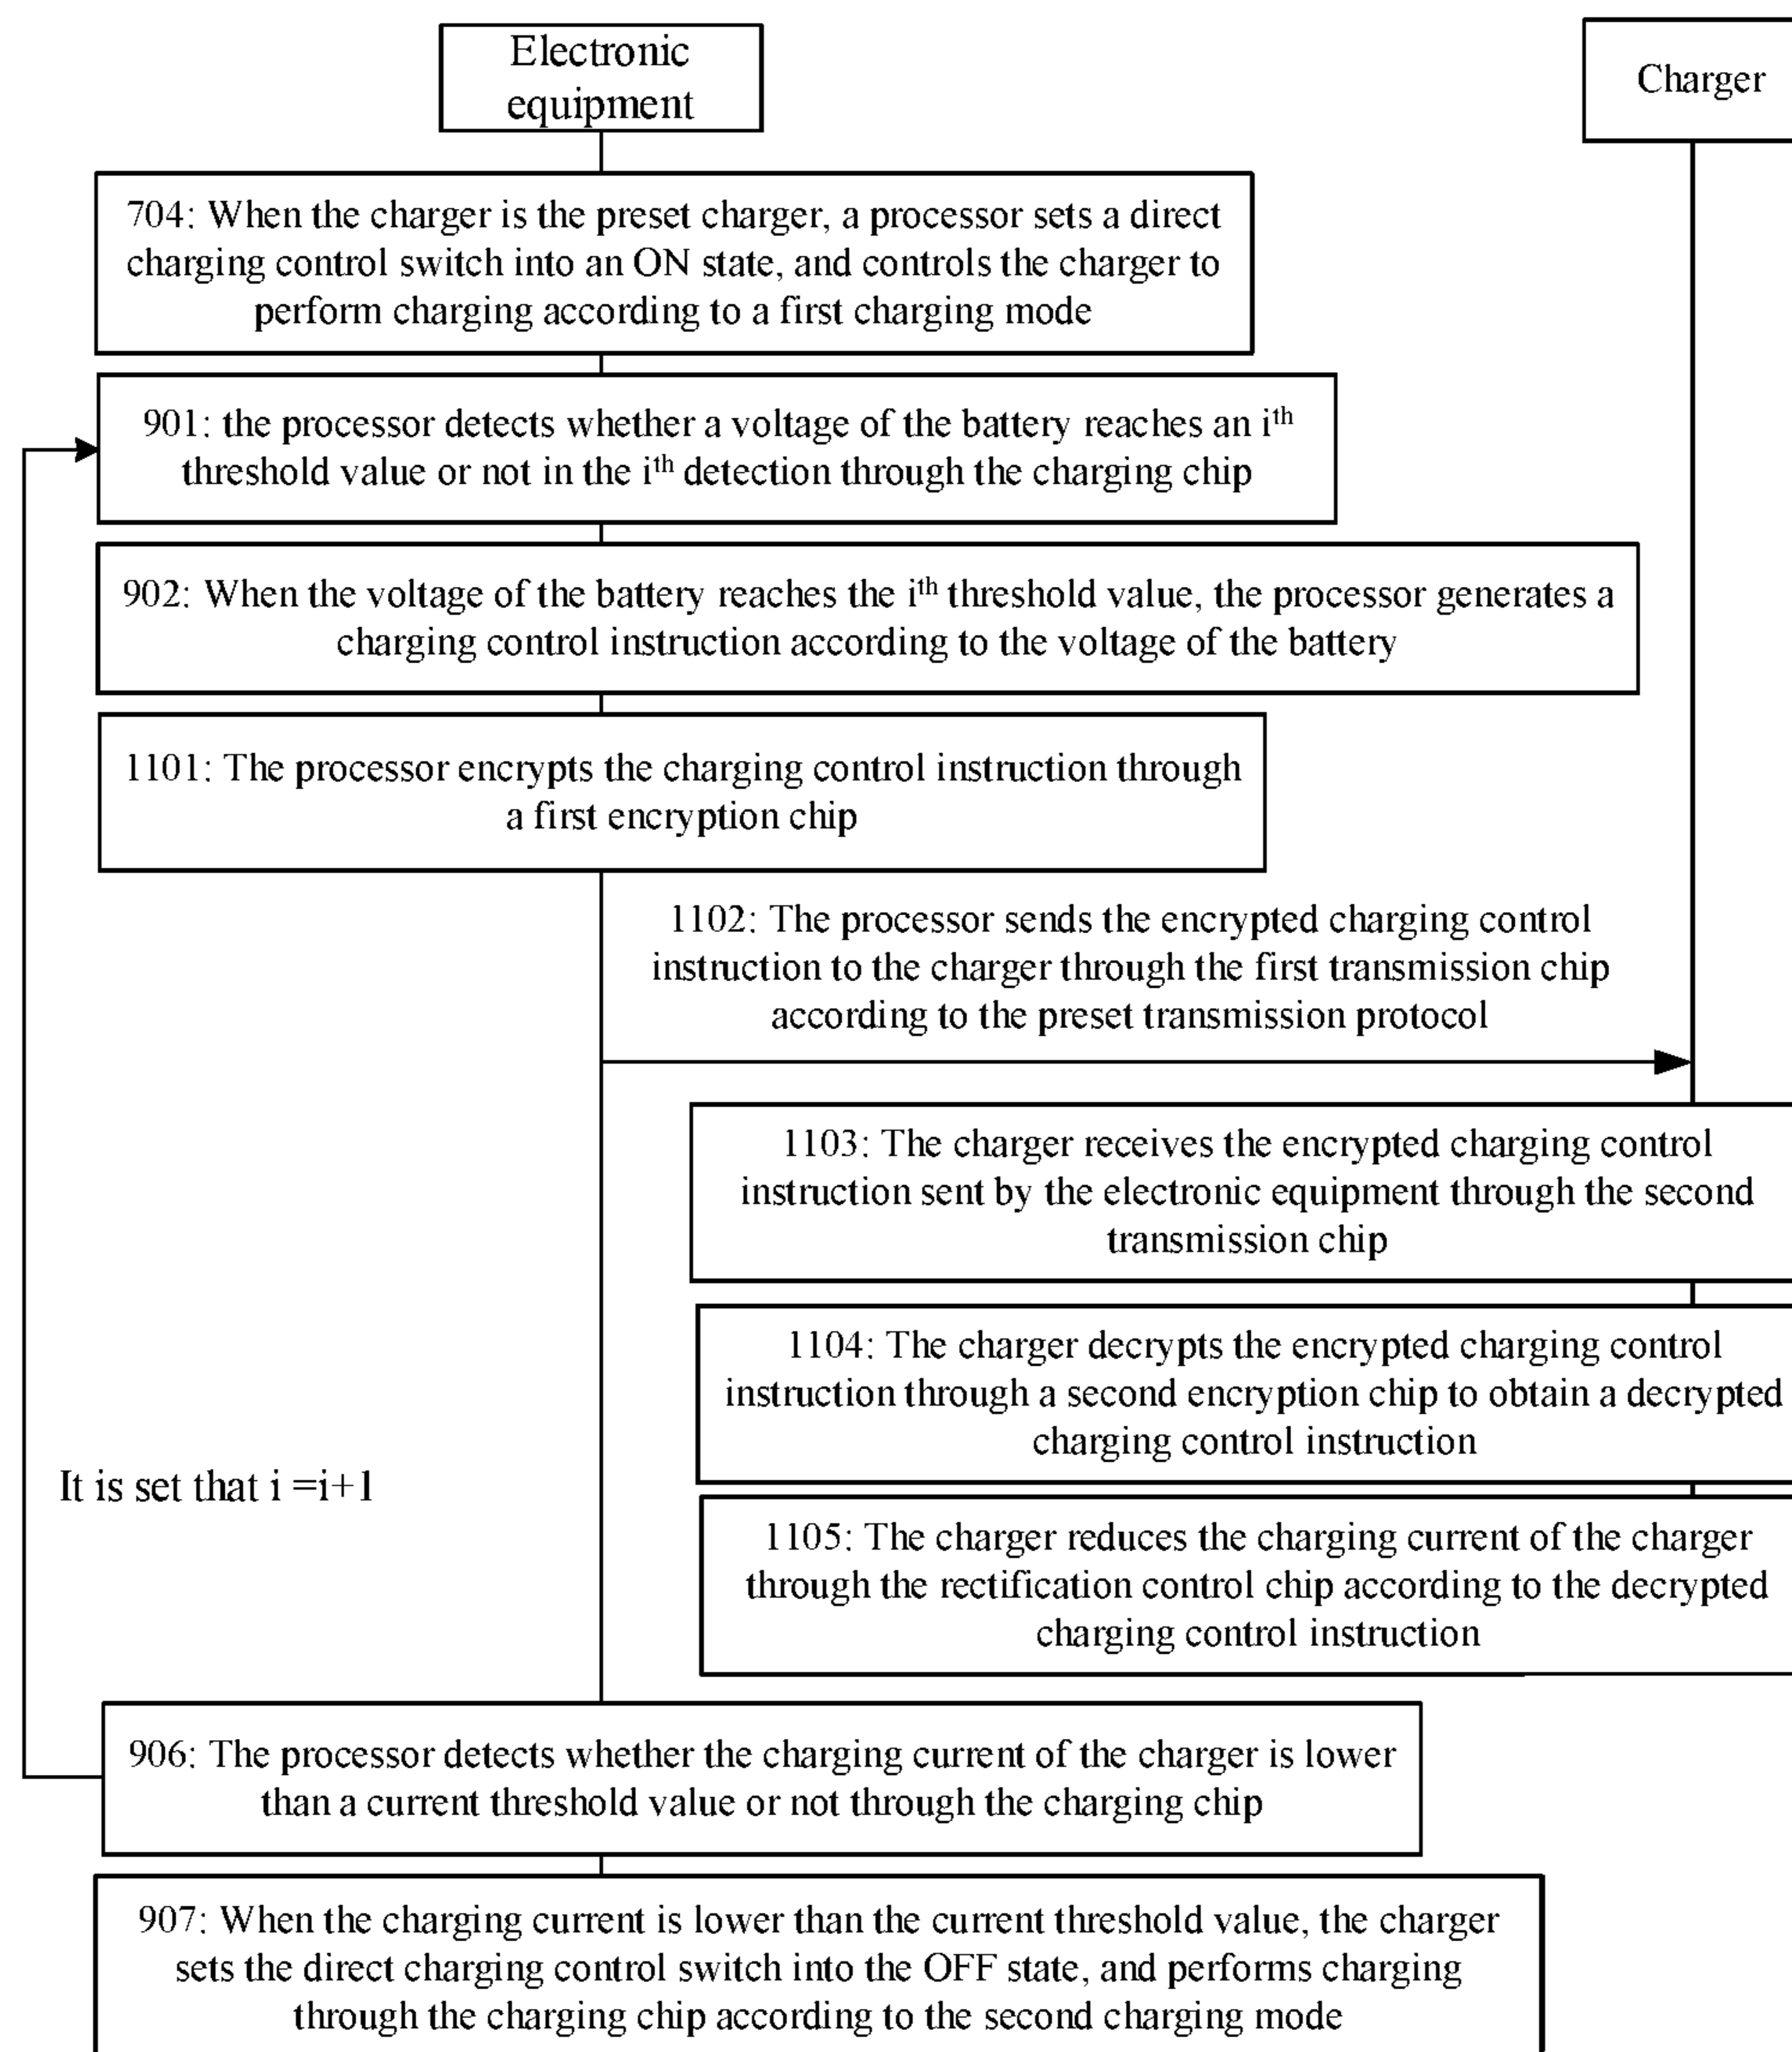 Electronic
equipment
Charger
704: When the charger is the preset charger, a processor sets a direct
charging control switch into an ON state, and controls the charger to
perform charging according to a first charging mode
901: the processor detects whether a voltage of the battery reaches an iᵗʰ
threshold value or not in the iᵗʰ detection through the charging chip
902: When the voltage of the battery reaches the iᵗʰ threshold value, the processor generates a
charging control instruction according to the voltage of the battery
1101: The processor encrypts the charging control instruction through
a first encryption chip
1102: The processor sends the encrypted charging control
instruction to the charger through the first transmission chip
according to the preset transmission protocol
1103: The charger receives the encrypted charging control
instruction sent by the electronic equipment through the second
transmission chip
1104: The charger decrypts the encrypted charging control
instruction through a second encryption chip to obtain a decrypted
charging control instruction
It is set that i =i+1
1105: The charger reduces the charging current of the charger
through the rectification control chip according to the decrypted
charging control instruction
906: The processor detects whether the charging current of the charger is lower
than a current threshold value or not through the charging chip
907: When the charging current is lower than the current threshold value, the charger
sets the direct charging control switch into the OFF state, and performs charging
through the charging chip according to the second charging mode